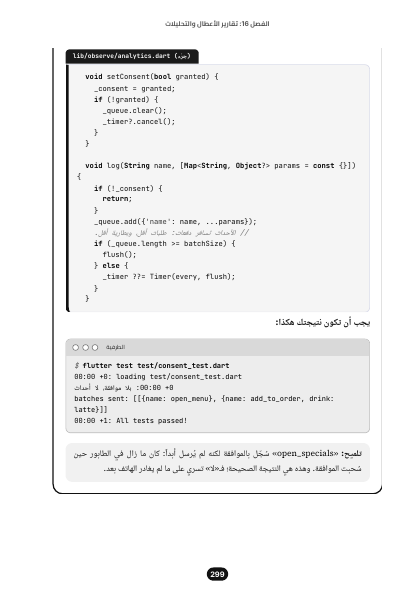 الفصل 16: تقارير الأعطال والتحليلات
lib/observe/analytics.dart (جزء)
void setConsent(bool granted) {
_consent = granted;
if (!granted) {
_queue.clear();
_timer?.cancel();
}
}
void log(String name, [Map<String, Object?> params = const {}])
{
if (!_consent) {
return;
}
_queue.add({'name': name, ...params});
// الأحداث تسافر دفعات: طلبات أقل، وبطارية أقل.
if (_queue.length >= batchSize) {
flush();
} else {
_timer ??= Timer(every, flush);
}
}
يجب أن تكون نتيجتك هكذا:
الطرفية
$ flutter test test/consent_test.dart
00:00 +0: loading test/consent_test.dart
00:00 +0: بلا موافقة، لا أحداث
batches sent: [[{name: open_menu}, {name: add_to_order, drink:
latte}]]
00:00 +1: All tests passed!
تلميح: «open_specials» سُجّل بالموافقة لكنه لم يُرسل أبداً: كان ما زال في الطابور حين
سُحبت الموافقة. وهذه هي النتيجة الصحيحة؛ فـ«لا» تسري على ما لم يغادر الهاتف بعد.
299